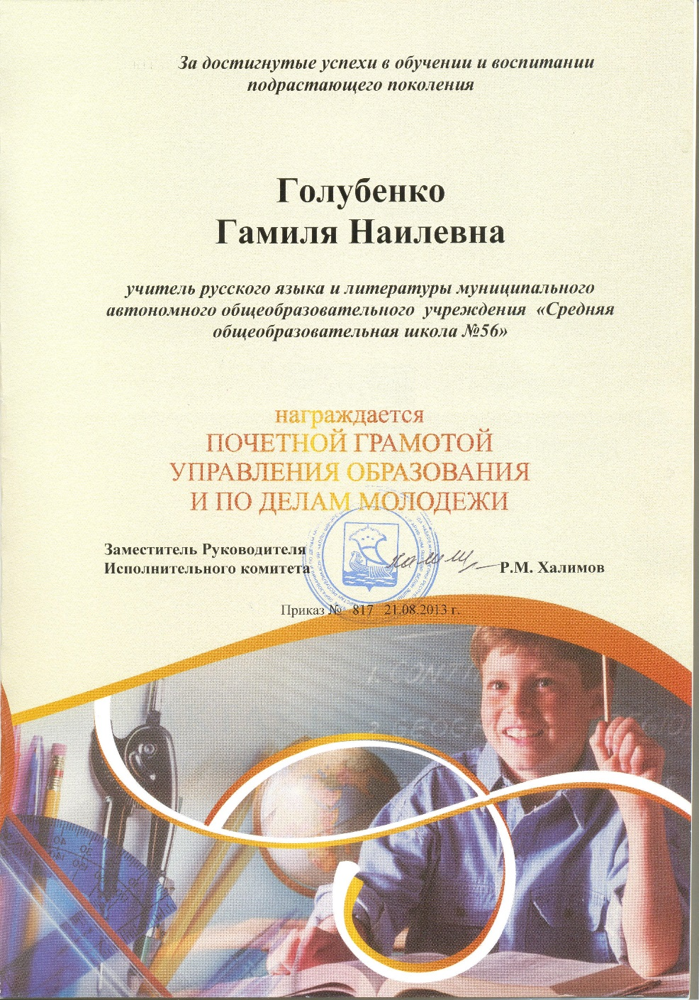 За достигнутые успехи в обучении и воспитании
подрастающего поколения
Голубенко
Гамиля Наилевна
учитель русского языка и литературы муниципального
автономного общеобразовательного учреждения «Средняя
общеобразовательная школа №56»
награждается
ПОЧЕТНОЙ ГРАМОТОЙ
УПРАВЛЕНИЯ ОБРАЗОВАНИЯ
И ПО ДЕЛАМ МОЛОДЕЖИ
Заместитель Руководителя
Исполнительного комитета
Р.М. Халимов
Приказ № 817 21.08.2013 г.